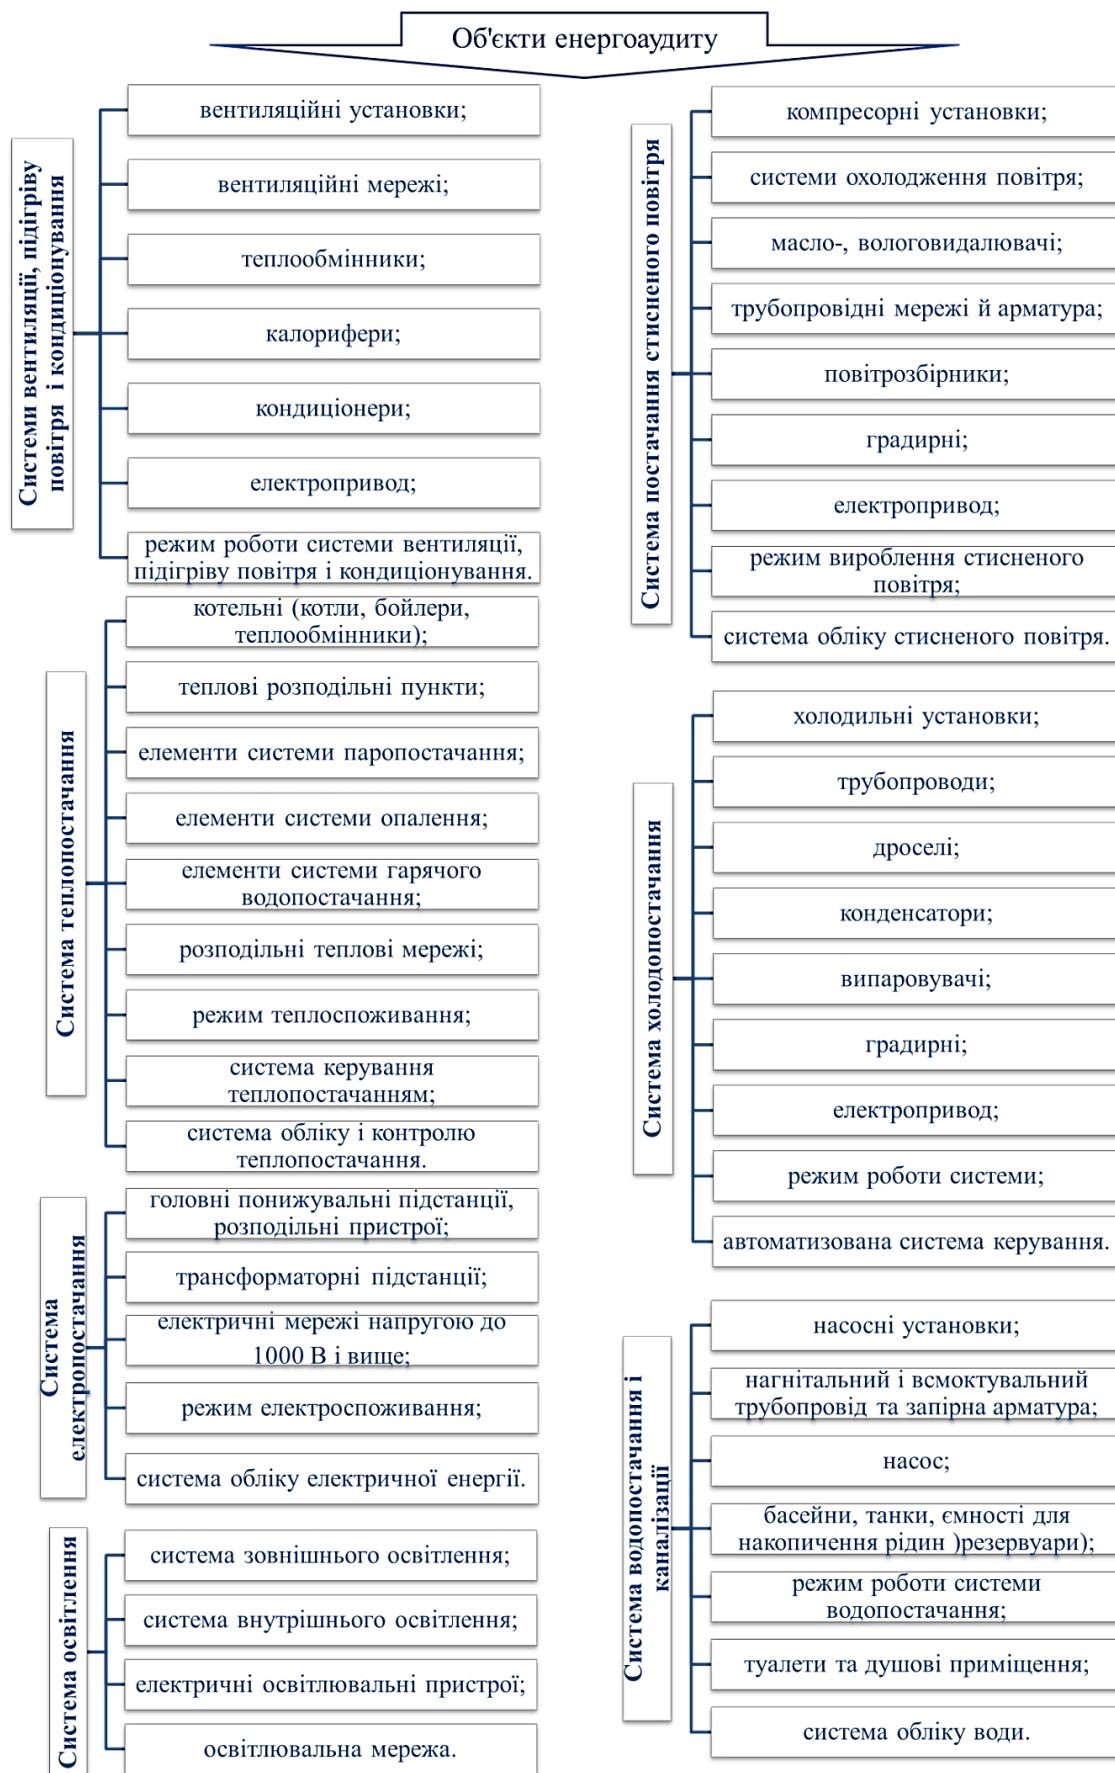 Об'єкти енергоаудиту
Системи вентиляції, підігріву
повітря і кондиціонування
вентиляційні установки;
вентиляційні мережі;
теплообмінники;
калорифери;
кондиціонери;
електропривод;
режим роботи системи вентиляції,
підігріву повітря і кондиціонування.
Система теплопостачання
котельні (котли, бойлери,
теплообмінники);
теплові розподільні пункти;
елементи системи паропостачання;
елементи системи опалення;
елементи системи гарячого
водопостачання;
розподільні теплові мережі;
режим теплоспоживання;
система керування
теплопостачанням;
система обліку і контролю
теплопостачання.
Система
електропостачання
головні понижувальні підстанції,
розподільні пристрої;
трансформаторні підстанції;
електричні мережі напругою до
1000 В і вище;
режим електроспоживання;
система обліку електричної енергії.
Система освітлення
система зовнішнього освітлення;
система внутрішнього освітлення;
електричні освітлювальні пристрої;
освітлювальна мережа.
Система постачання стисненого повітря
компресорні установки;
системи охолодження повітря;
масло-, вологовидалювачі;
трубопровідні мережі й арматура;
повітрозбірники;
градирні;
електропривод;
режим вироблення стисненого
повітря;
система обліку стисненого повітря.
Система холодопостачання
холодильні установки;
трубопроводи;
дроселі;
конденсатори;
випаровувачі;
градирні;
електропривод;
режим роботи системи;
автоматизована система керування.
Система водопостачання і
каналізації
насосні установки;
нагнітальний і всмоктувальний
трубопровід та запірна арматура;
насос;
басейни, танки, ємності для
накопичення рідин )резервуари);
режим роботи системи
водопостачання;
туалети та душові приміщення;
система обліку води.